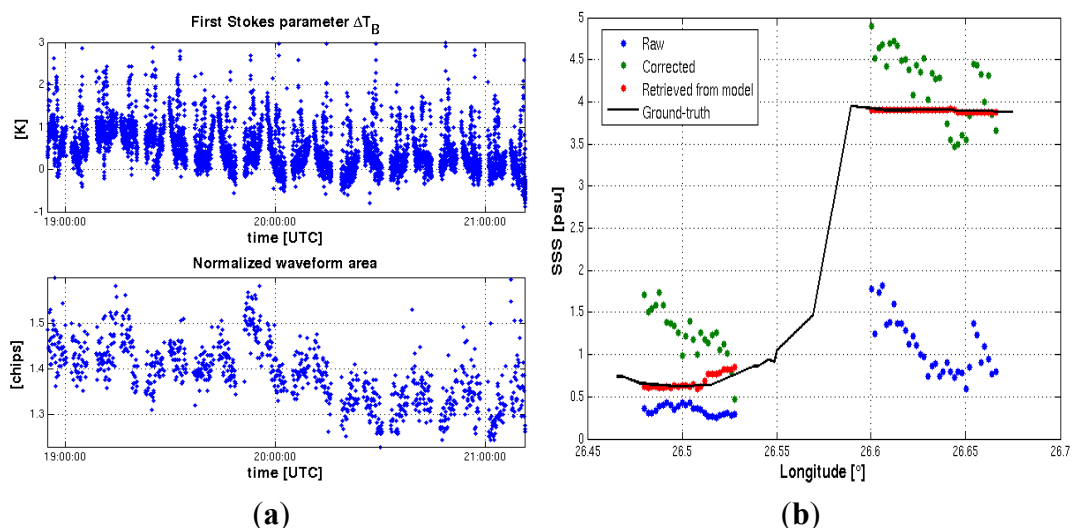 First Stokes parameter ΔT_B
3
2
1
0
-1
[K]
19:00:00 20:00:00 21:00:00
time [UTC]
Normalized waveform area
1.5
1.4
1.3
[chips]
19:00:00 20:00:00 21:00:00
time [UTC]
(a)
5
4.5
4
3.5
3
2.5
2
1.5
1
0.5
0
SSS [psu]
Raw
Corrected
Retrieved from model
Ground-truth
26.45 26.5 26.55 26.6 26.65 26.7
Longitude [°]
(b)